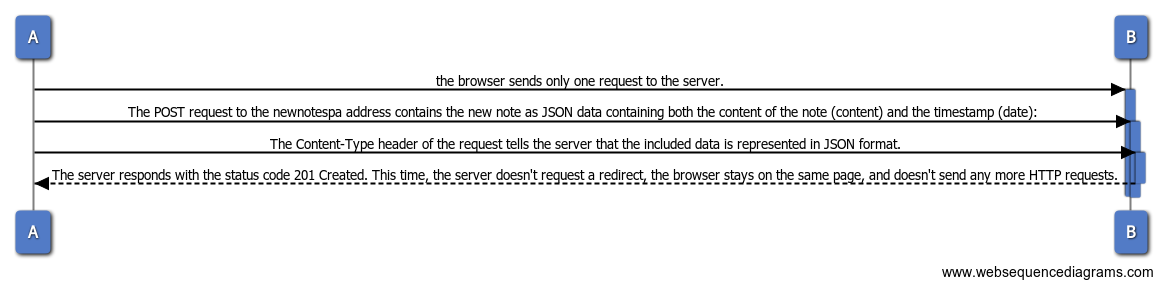 A B
the browser sends only one request to the server.
The POST request to the newnotespa address contains the new note as JSON data containing both the content of the note (content) and the timestamp (date):
The Content-Type header of the request tells the server that the included data is represented in JSON format.
The server responds with the status code 201 Created. This time, the server doesn't request a redirect, the browser stays on the same page, and doesn't send any more HTTP requests.
A B
www.websequencediagrams.com